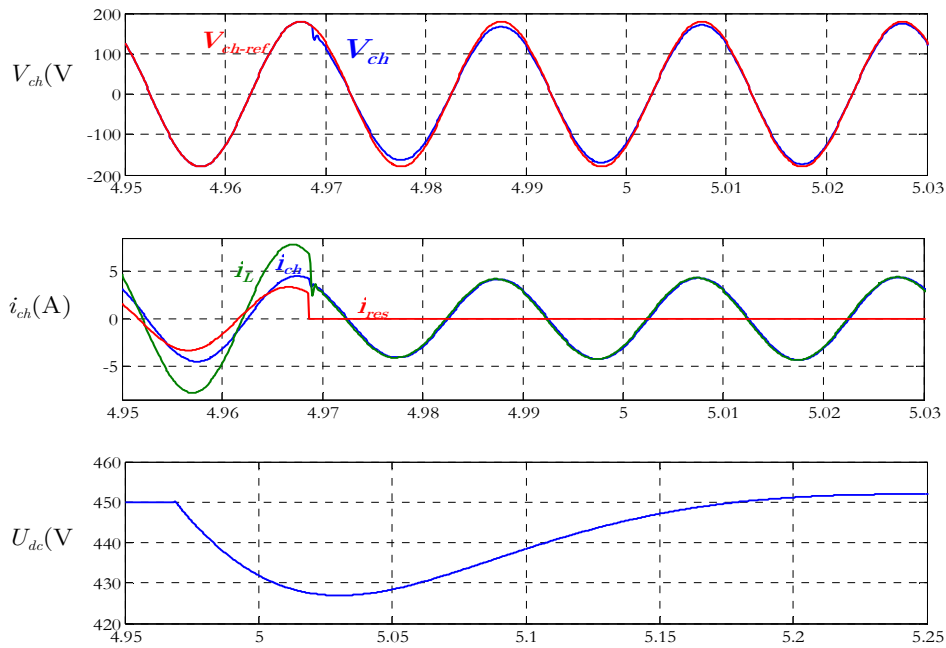 200
100
0
-100
-200
V_ch(V
V_ch-ref
V_ch
4.95 4.96 4.97 4.98 4.99 5 5.01 5.02 5.03
5
0
-5
i_ch(A)
i_L
i_ch
i_res
4.95 4.96 4.97 4.98 4.99 5 5.01 5.02 5.03
460
450
440
430
420
U_dc(V
4.95 5 5.05 5.1 5.15 5.2 5.25